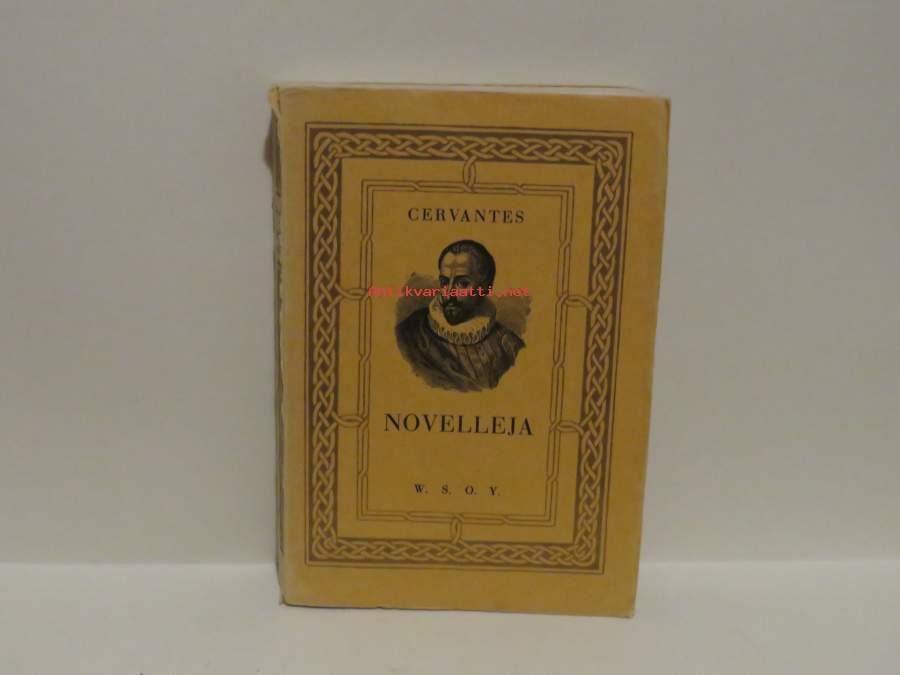 CERVANTES
antikvariaatti.net
NOVELLEJA
W. S. O. Y.